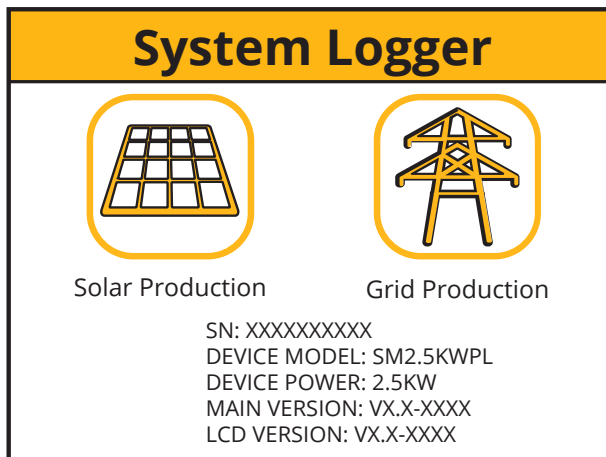 System Logger
Solar Production
Grid Production
SN: XXXXXXXXXX
DEVICE MODEL: SM2.5KWPL
DEVICE POWER: 2.5KW
MAIN VERSION: VX.X-XXXX
LCD VERSION: VX.X-XXXX